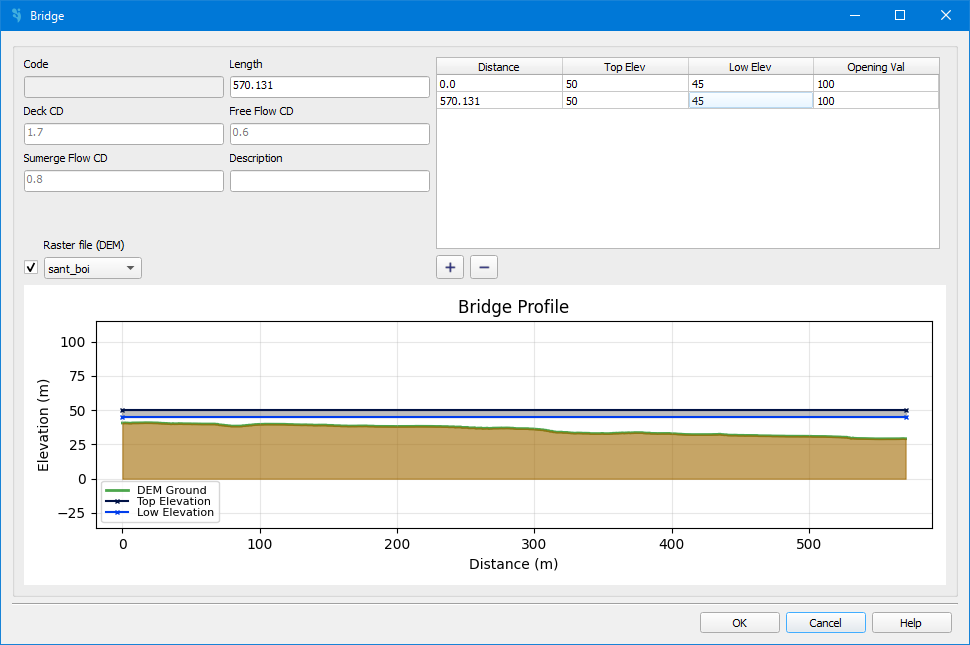 Bridge
Code Length
570.131
Deck CD Free Flow CD
1.7 0.6
Sumerge Flow CD Description
0.8
Raster file (DEM)
sant_boi
Distance Top Elev Low Elev Opening Val
0.0 50 45 100
570.131 50 45 100
+ −
Bridge Profile
100
75
50
25
0
−25
Elevation (m)
DEM Ground
Top Elevation
Low Elevation
0 100 200 300 400 500
Distance (m)
OK Cancel Help